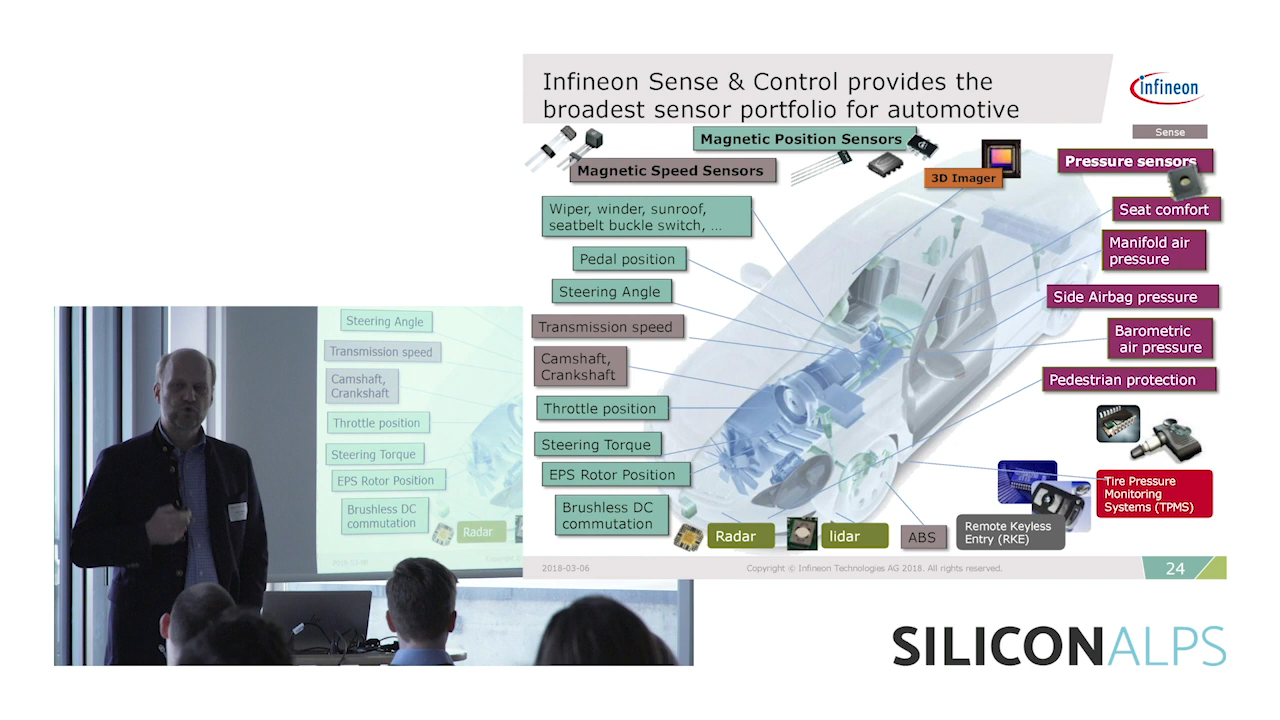 Infineon Sense & Control provides the
broadest sensor portfolio for automotive
infineon
Sense
Magnetic Position Sensors
Magnetic Speed Sensors
3D Imager
Pressure sensors
Wiper, winder, sunroof,
seatbelt buckle switch, ...
Pedal position
Steering Angle
Transmission speed
Camshaft,
Crankshaft
Throttle position
Steering Torque
EPS Rotor Position
Brushless DC
commutation
Seat comfort
Manifold air
pressure
Side Airbag pressure
Barometric
air pressure
Pedestrian protection
Tire Pressure
Monitoring
Systems (TPMS)
Radar
lidar
ABS
Remote Keyless
Entry (RKE)
2018-03-06
Copyright © Infineon Technologies AG 2018. All rights reserved.
24
Steering Angle
Transmission speed
Camshaft,
Crankshaft
Throttle position
Steering Torque
EPS Rotor Position
Brushless DC
commutation
Radar
2018-03-06
SILICONALPS